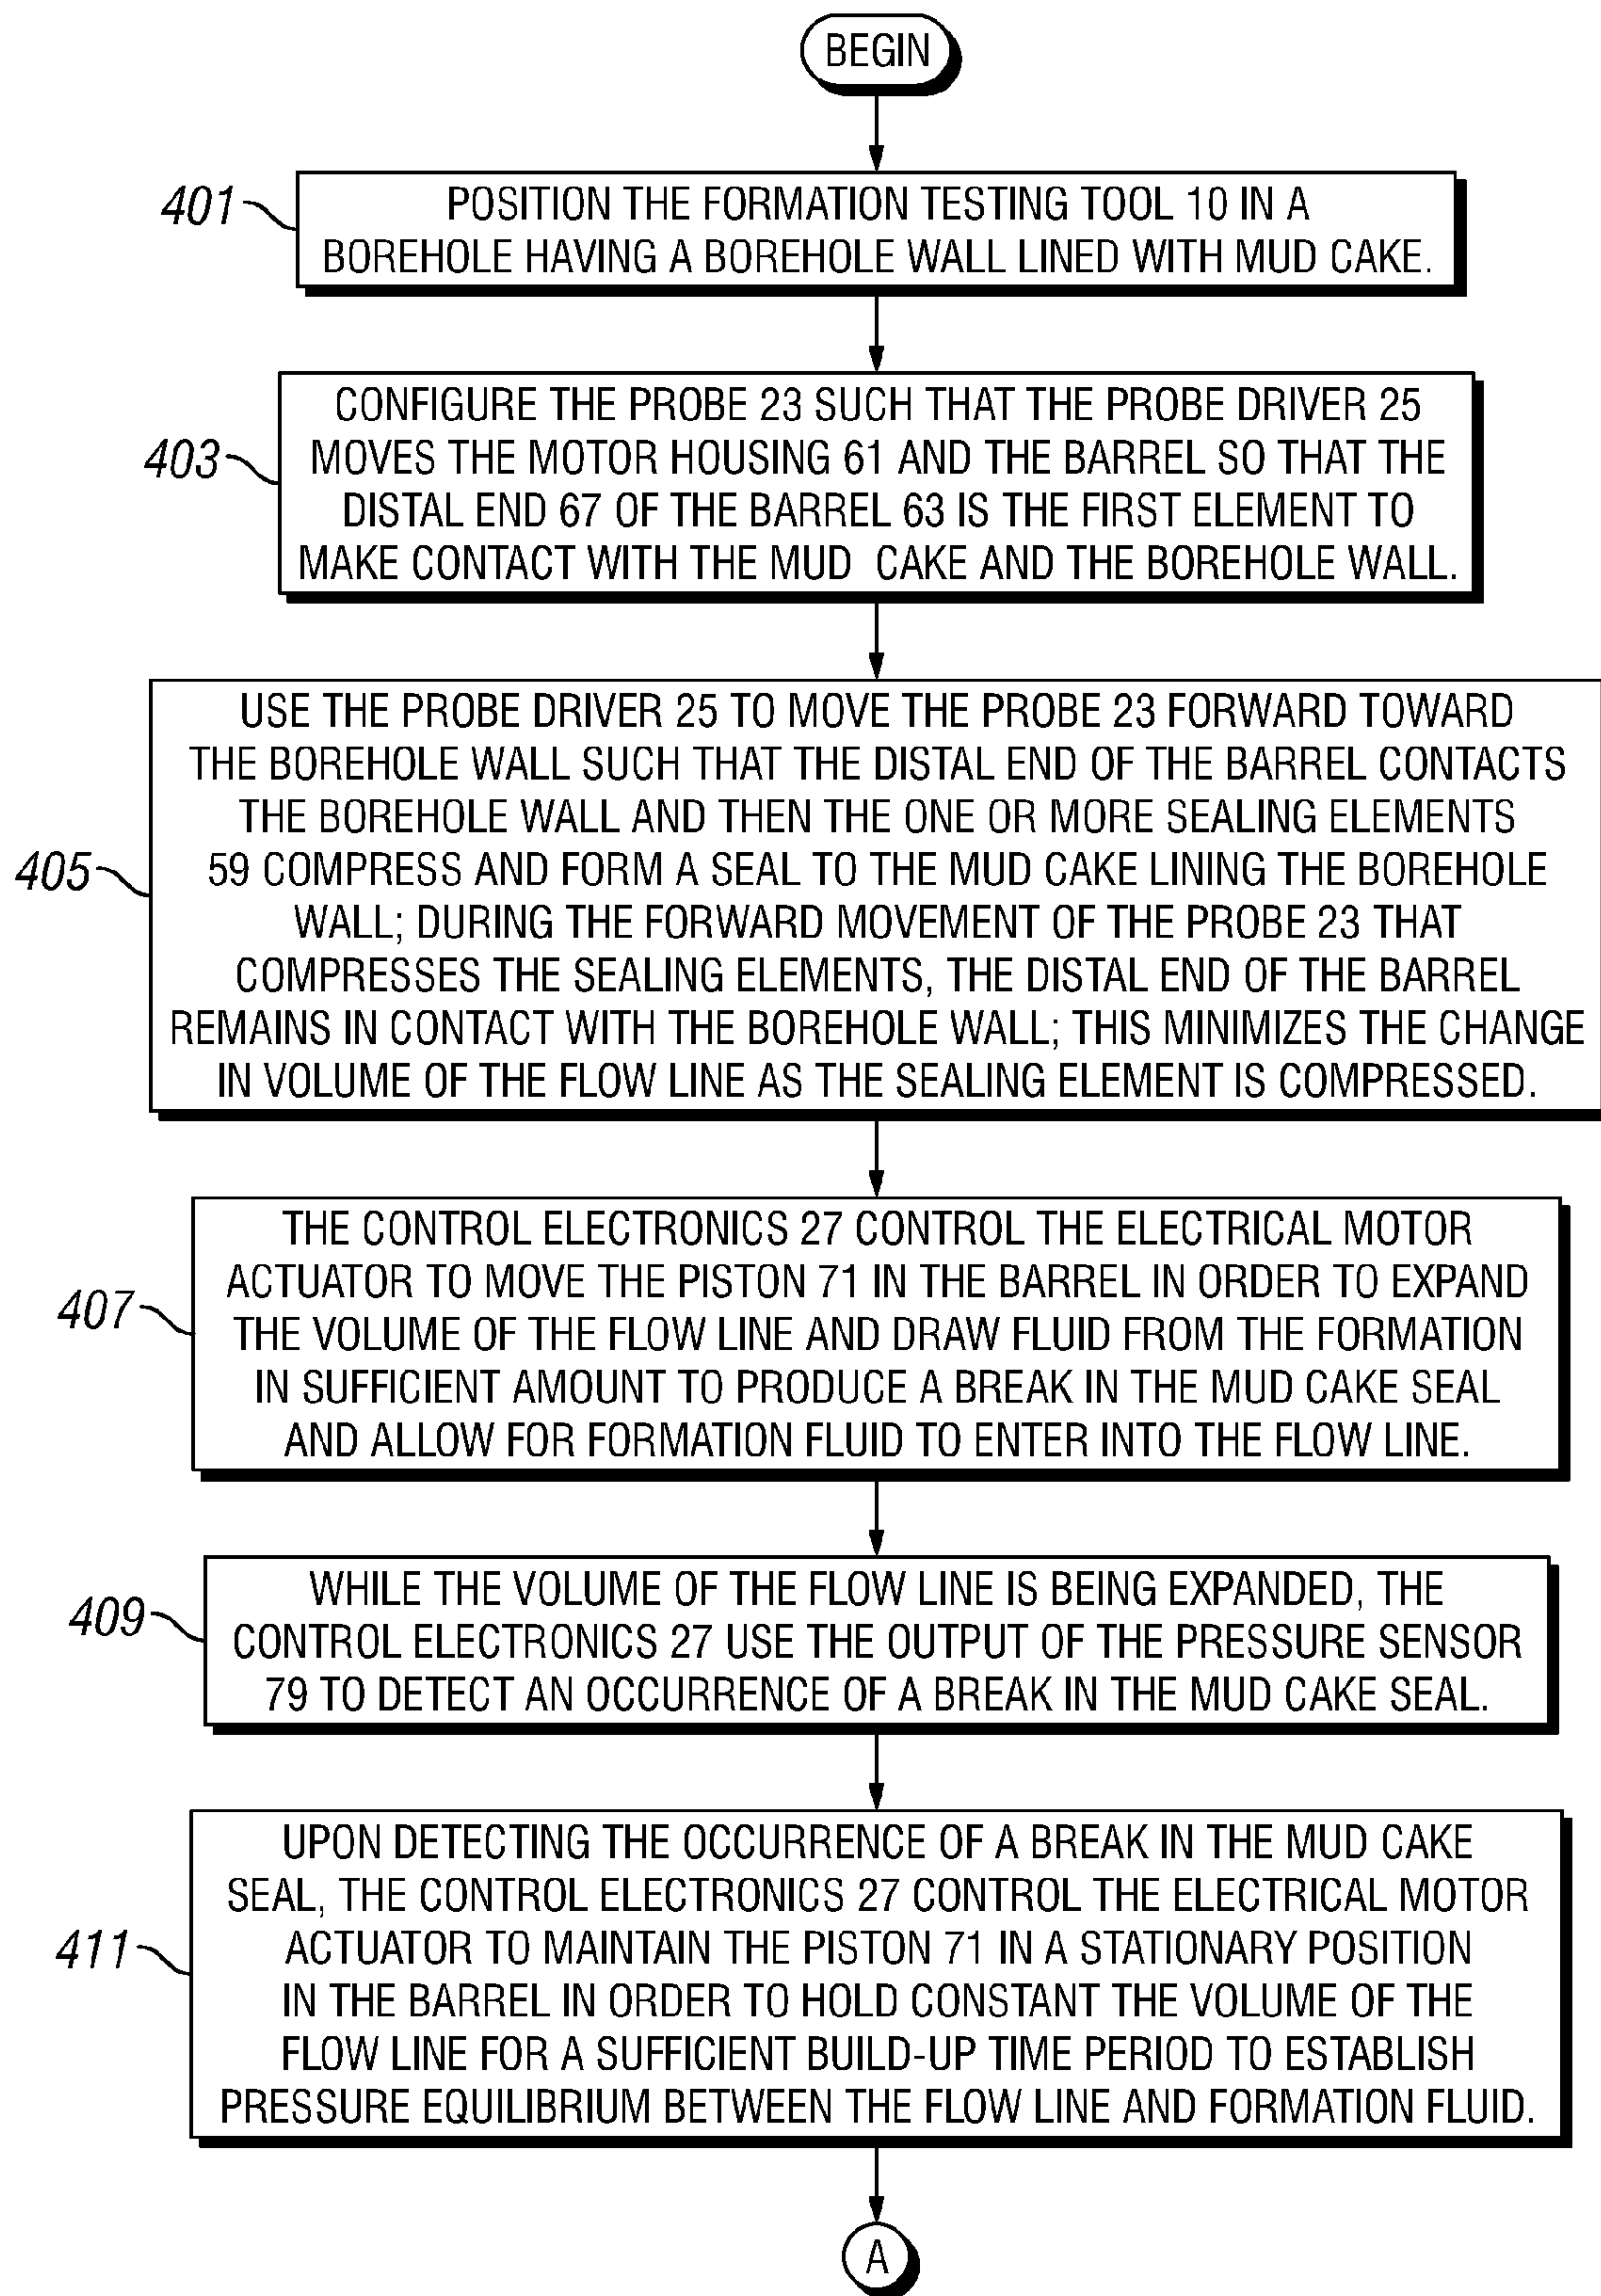 BEGIN
401
POSITION THE FORMATION TESTING TOOL 10 IN A
BOREHOLE HAVING A BOREHOLE WALL LINED WITH MUD CAKE.
403
CONFIGURE THE PROBE 23 SUCH THAT THE PROBE DRIVER 25
MOVES THE MOTOR HOUSING 61 AND THE BARREL SO THAT THE
DISTAL END 67 OF THE BARREL 63 IS THE FIRST ELEMENT TO
MAKE CONTACT WITH THE MUD CAKE AND THE BOREHOLE WALL.
405
USE THE PROBE DRIVER 25 TO MOVE THE PROBE 23 FORWARD TOWARD
THE BOREHOLE WALL SUCH THAT THE DISTAL END OF THE BARREL CONTACTS
THE BOREHOLE WALL AND THEN THE ONE OR MORE SEALING ELEMENTS
59 COMPRESS AND FORM A SEAL TO THE MUD CAKE LINING THE BOREHOLE
WALL; DURING THE FORWARD MOVEMENT OF THE PROBE 23 THAT
COMPRESSES THE SEALING ELEMENTS, THE DISTAL END OF THE BARREL
REMAINS IN CONTACT WITH THE BOREHOLE WALL; THIS MINIMIZES THE CHANGE
IN VOLUME OF THE FLOW LINE AS THE SEALING ELEMENT IS COMPRESSED.
407
THE CONTROL ELECTRONICS 27 CONTROL THE ELECTRICAL MOTOR
ACTUATOR TO MOVE THE PISTON 71 IN THE BARREL IN ORDER TO EXPAND
THE VOLUME OF THE FLOW LINE AND DRAW FLUID FROM THE FORMATION
IN SUFFICIENT AMOUNT TO PRODUCE A BREAK IN THE MUD CAKE SEAL
AND ALLOW FOR FORMATION FLUID TO ENTER INTO THE FLOW LINE.
409
WHILE THE VOLUME OF THE FLOW LINE IS BEING EXPANDED, THE
CONTROL ELECTRONICS 27 USE THE OUTPUT OF THE PRESSURE SENSOR
79 TO DETECT AN OCCURRENCE OF A BREAK IN THE MUD CAKE SEAL.
411
UPON DETECTING THE OCCURRENCE OF A BREAK IN THE MUD CAKE
SEAL, THE CONTROL ELECTRONICS 27 CONTROL THE ELECTRICAL MOTOR
ACTUATOR TO MAINTAIN THE PISTON 71 IN A STATIONARY POSITION
IN THE BARREL IN ORDER TO HOLD CONSTANT THE VOLUME OF THE
FLOW LINE FOR A SUFFICIENT BUILD-UP TIME PERIOD TO ESTABLISH
PRESSURE EQUILIBRIUM BETWEEN THE FLOW LINE AND FORMATION FLUID.
A